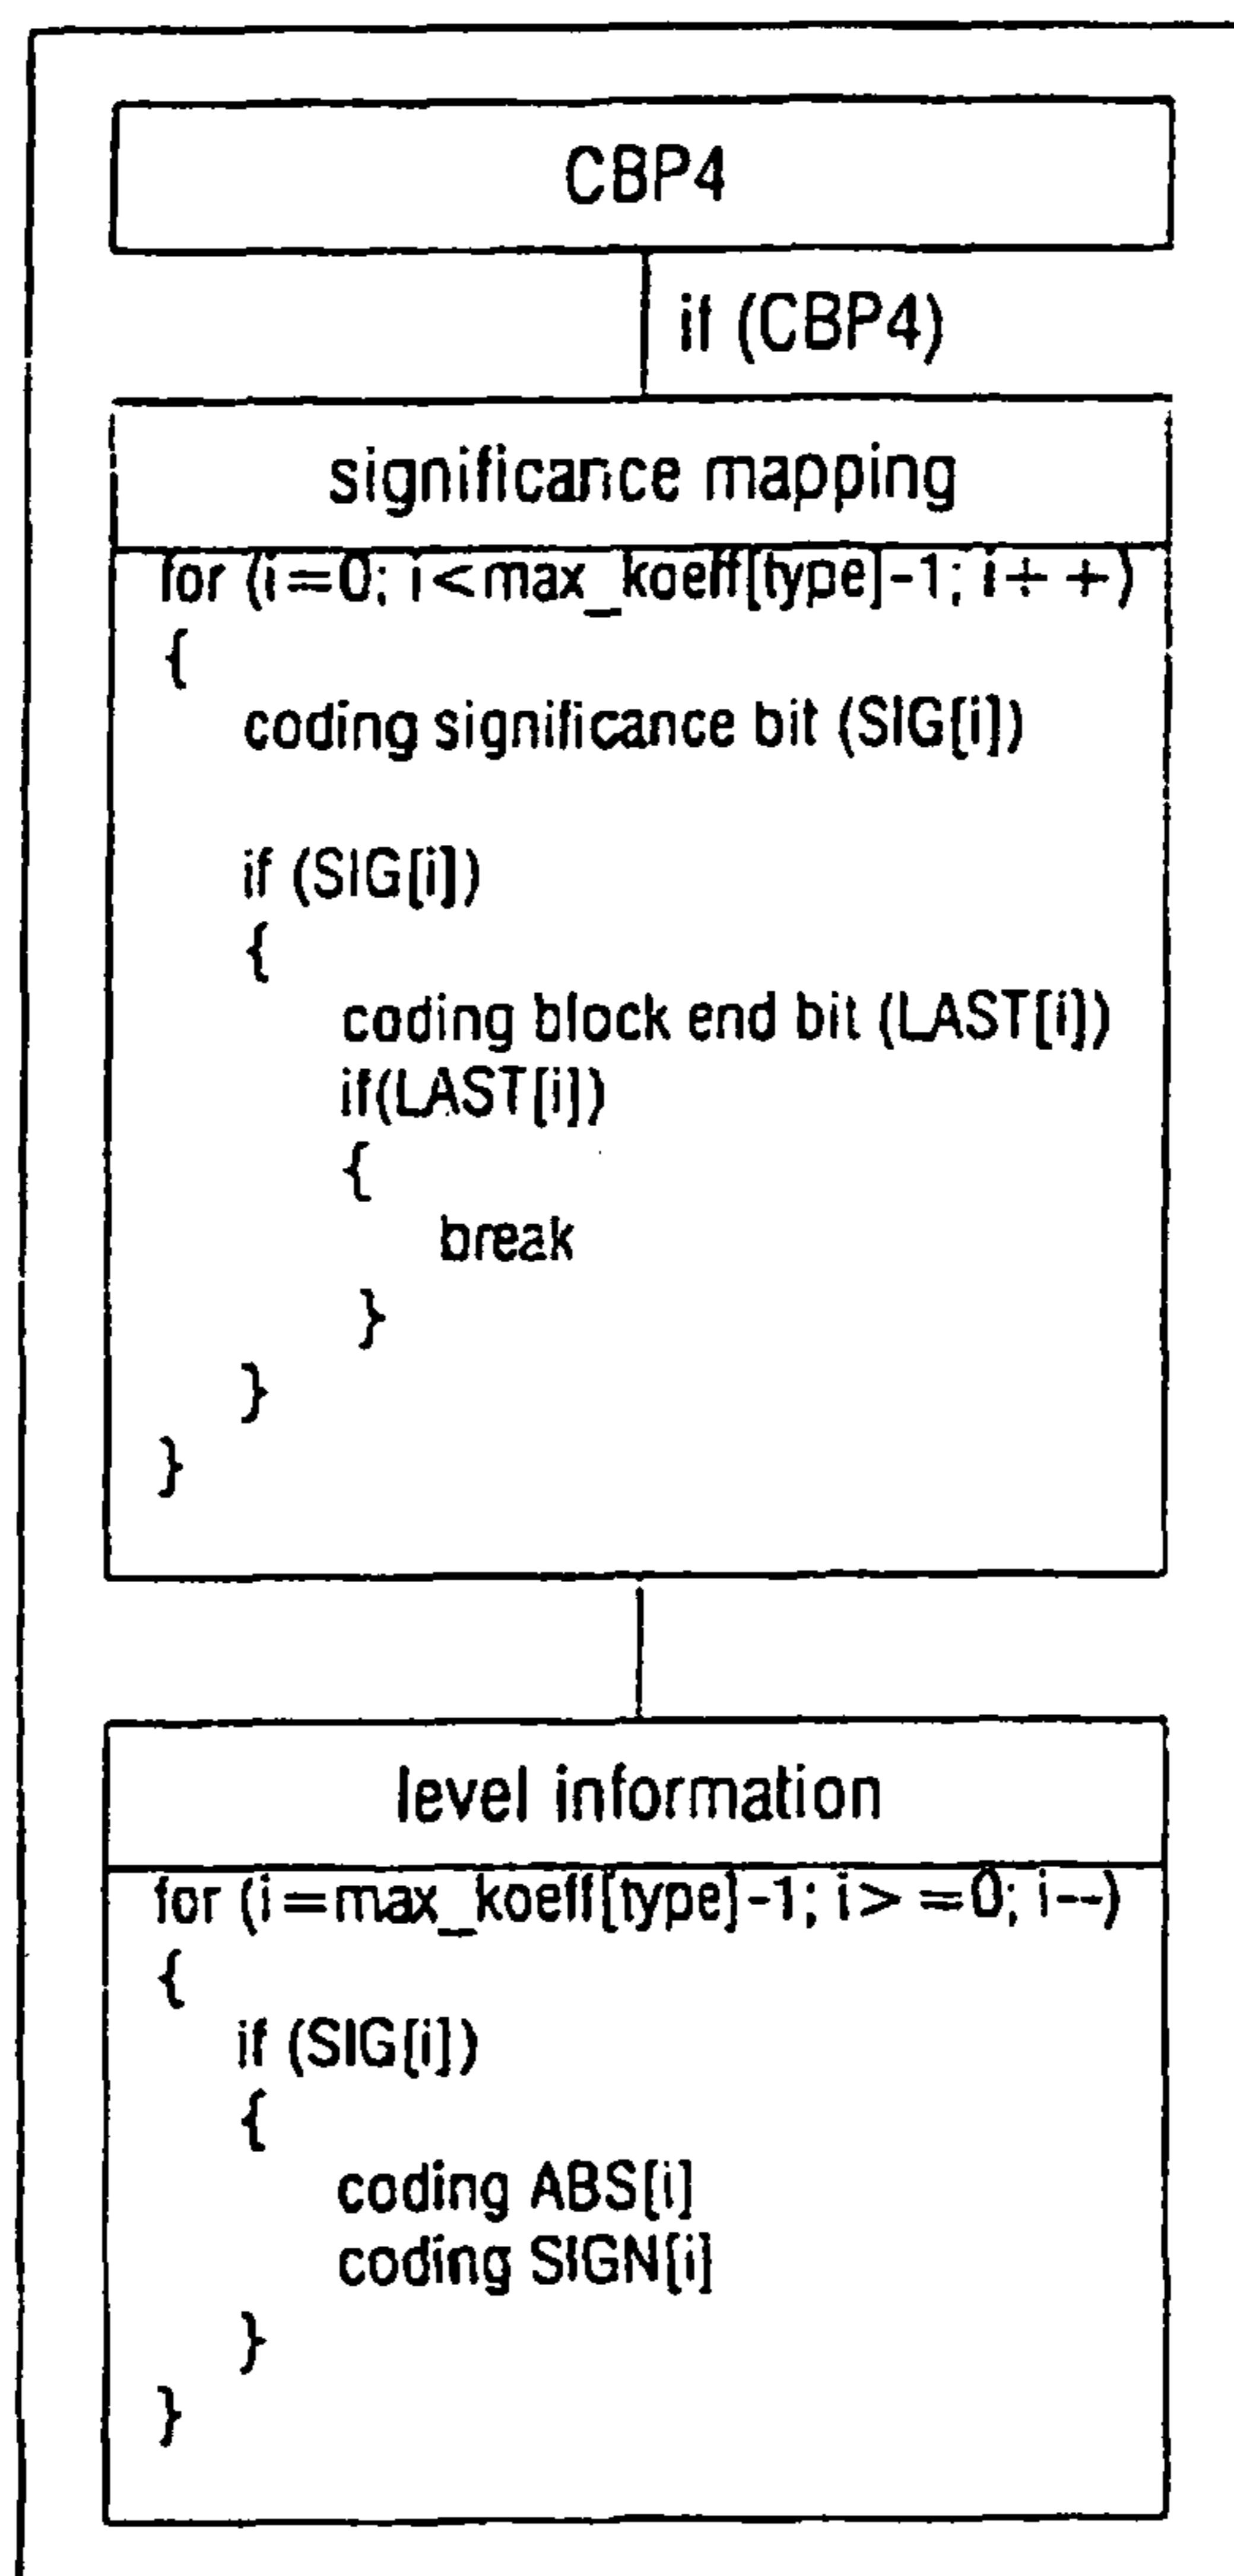 CBP4
if (CBP4)
significance mapping
for (i=0; i<max_koeff[type]-1; i++)
{
coding significance bit (SIG[i])
if (SIG[i])
{
coding block end bit (LAST[i])
if(LAST[i])
{
break
}
}
}
level information
for (i=max_koeff[type]-1; i>=0; i--)
{
if (SIG[i])
{
coding ABS[i]
coding SIGN[i]
}
}